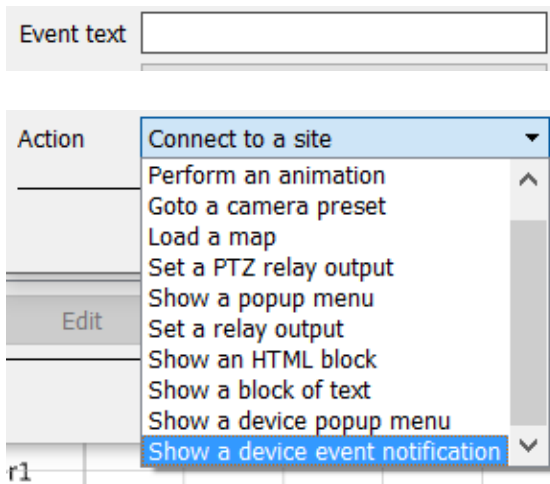 Event text
Action Connect to a site
Perform an animation
Goto a camera preset
Load a map
Set a PTZ relay output
Show a popup menu
Edit
Set a relay output
Show an HTML block
Show a block of text
Show a device popup menu
Show a device event notification
r1